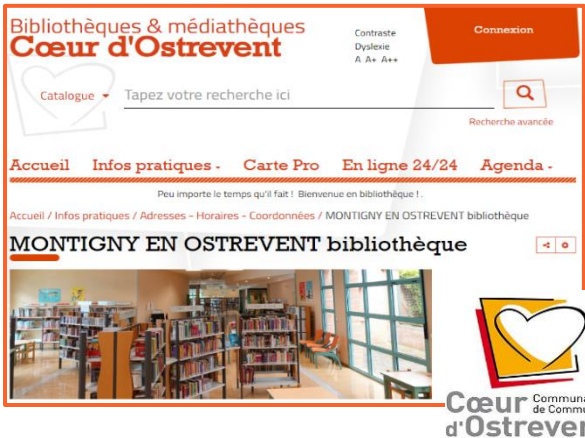 Bibliothèques & médiathèques
Cœur d'Ostrevent
Contraste
Dyslexie
A A+ A++
Connexion
Catalogue
Tapez votre recherche ici
Recherche avancée
Accueil Infos pratiques Carte Pro En ligne 24/24 Agenda
Peu importe le temps qu'il fait ! Bienvenue en bibliothèque ! .
Accueil / Infos pratiques / Adresses - Horaires - Coordonnées / MONTIGNY EN OSTREVENT bibliothèque
MONTIGNY EN OSTREVENT bibliothèque
Cœur
de
d'